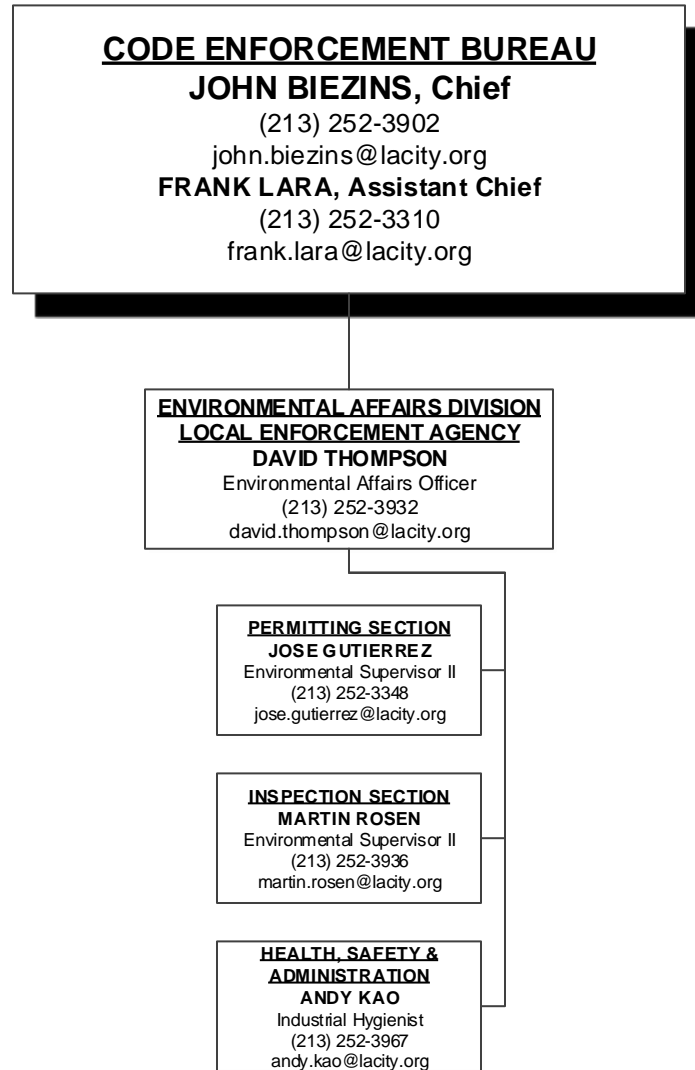 CODE ENFORCEMENT BUREAU
JOHN BIEZINS, Chief
(213) 252-3902
john.biezins@lacity.org
FRANK LARA, Assistant Chief
(213) 252-3310
frank.lara@lacity.org
ENVIRONMENTAL AFFAIRS DIVISION
LOCAL ENFORCEMENT AGENCY
DAVID THOMPSON
Environmental Affairs Officer
(213) 252-3932
david.thompson@lacity.org
PERMITTING SECTION
JOSE GUTIERREZ
Environmental Supervisor II
(213) 252-3348
jose.gutierrez@lacity.org
INSPECTION SECTION
MARTIN ROSEN
Environmental Supervisor II
(213) 252-3936
martin.rosen@lacity.org
HEALTH, SAFETY &
ADMINISTRATION
ANDY KAO
Industrial Hygienist
(213) 252-3967
andy.kao@lacity.org